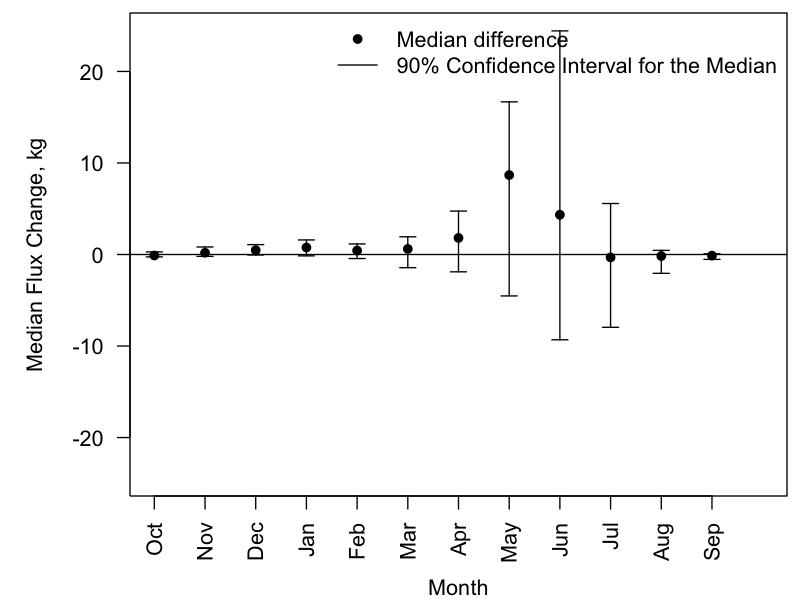 Median difference
90% Confidence Interval for the Median
Median Flux Change, kg
20
10
0
-10
-20
Oct
Nov
Dec
Jan
Feb
Mar
Apr
May
Jun
Jul
Aug
Sep
Month